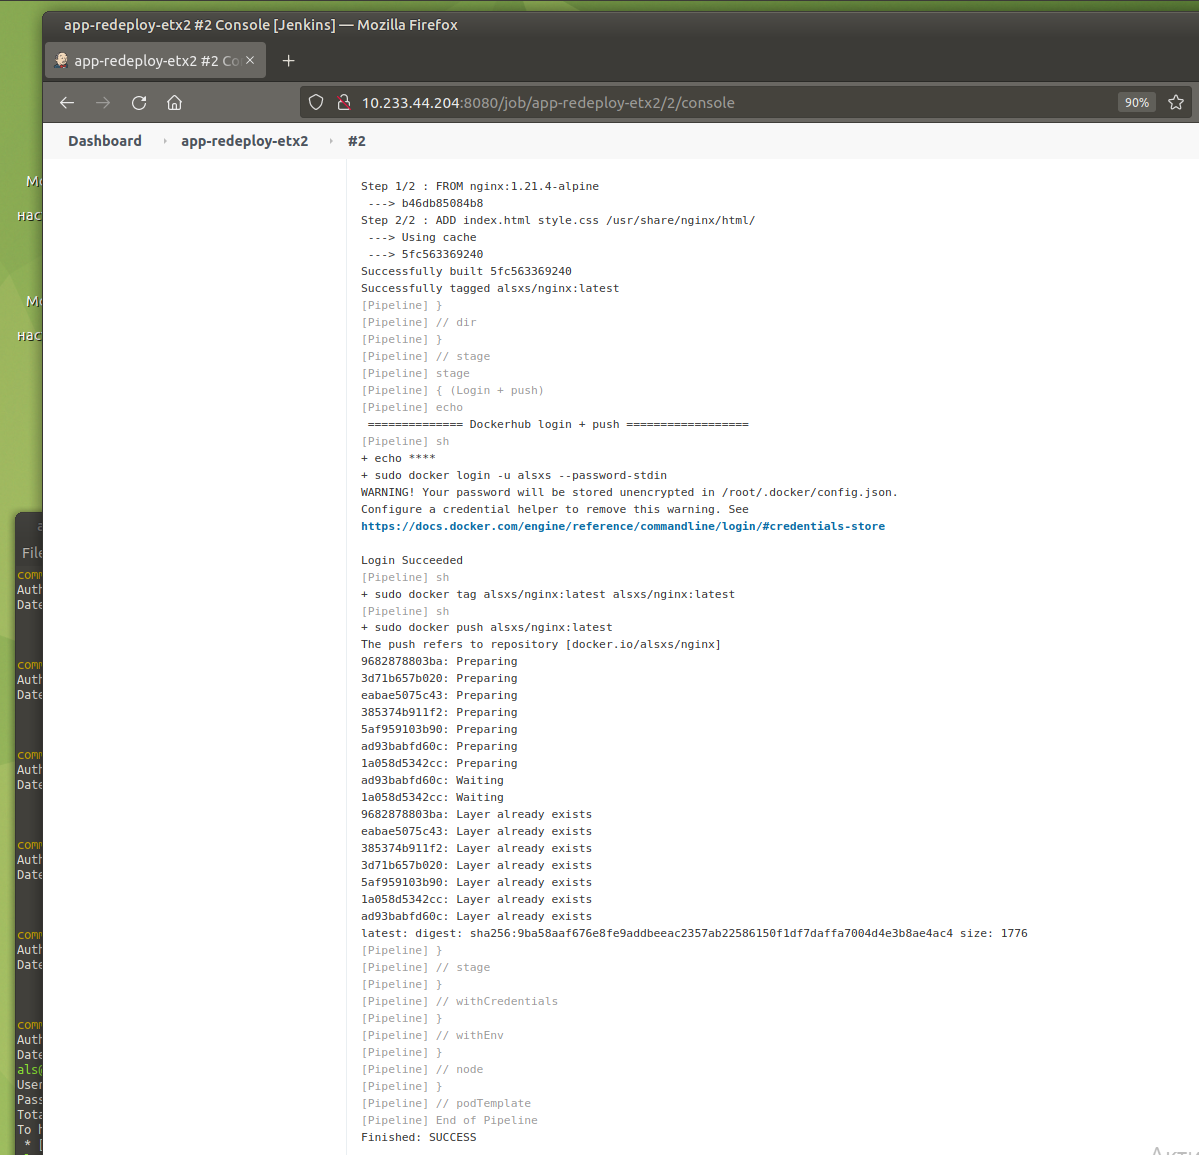 app-redeploy-etx2 #2 Console [Jenkins] — Mozilla Firefox
app-redeploy-etx2 #2 Co
10.233.44.204:8080/job/app-redeploy-etx2/2/console
90%
Dashboard
app-redeploy-etx2
#2
Step 1/2 : FROM nginx:1.21.4-alpine
---> b46db85084b8
Step 2/2 : ADD index.html style.css /usr/share/nginx/html/
---> Using cache
---> 5fc563369240
Successfully built 5fc563369240
Successfully tagged alsxs/nginx:latest
[Pipeline] }
[Pipeline] // dir
[Pipeline] }
[Pipeline] // stage
[Pipeline] stage
[Pipeline] { (Login + push)
[Pipeline] echo
============== Dockerhub login + push ==================
[Pipeline] sh
+ echo ****
+ sudo docker login -u alsxs --password-stdin
WARNING! Your password will be stored unencrypted in /root/.docker/config.json.
Configure a credential helper to remove this warning. See
https://docs.docker.com/engine/reference/commandline/login/#credentials-store
Login Succeeded
[Pipeline] sh
+ sudo docker tag alsxs/nginx:latest alsxs/nginx:latest
[Pipeline] sh
+ sudo docker push alsxs/nginx:latest
The push refers to repository [docker.io/alsxs/nginx]
9682878803ba: Preparing
3d71b657b020: Preparing
eabae5075c43: Preparing
385374b911f2: Preparing
5af959103b90: Preparing
ad93babfd60c: Preparing
1a058d5342cc: Preparing
ad93babfd60c: Waiting
1a058d5342cc: Waiting
9682878803ba: Layer already exists
eabae5075c43: Layer already exists
385374b911f2: Layer already exists
3d71b657b020: Layer already exists
5af959103b90: Layer already exists
1a058d5342cc: Layer already exists
ad93babfd60c: Layer already exists
latest: digest: sha256:9ba58aaf676e8fe9addbeeac2357ab22586150f1df7daffa7004d4e3b8ae4ac4 size: 1776
[Pipeline] }
[Pipeline] // stage
[Pipeline] }
[Pipeline] // withCredentials
[Pipeline] }
[Pipeline] // withEnv
[Pipeline] }
[Pipeline] // node
[Pipeline] }
[Pipeline] // podTemplate
[Pipeline] End of Pipeline
Finished: SUCCESS